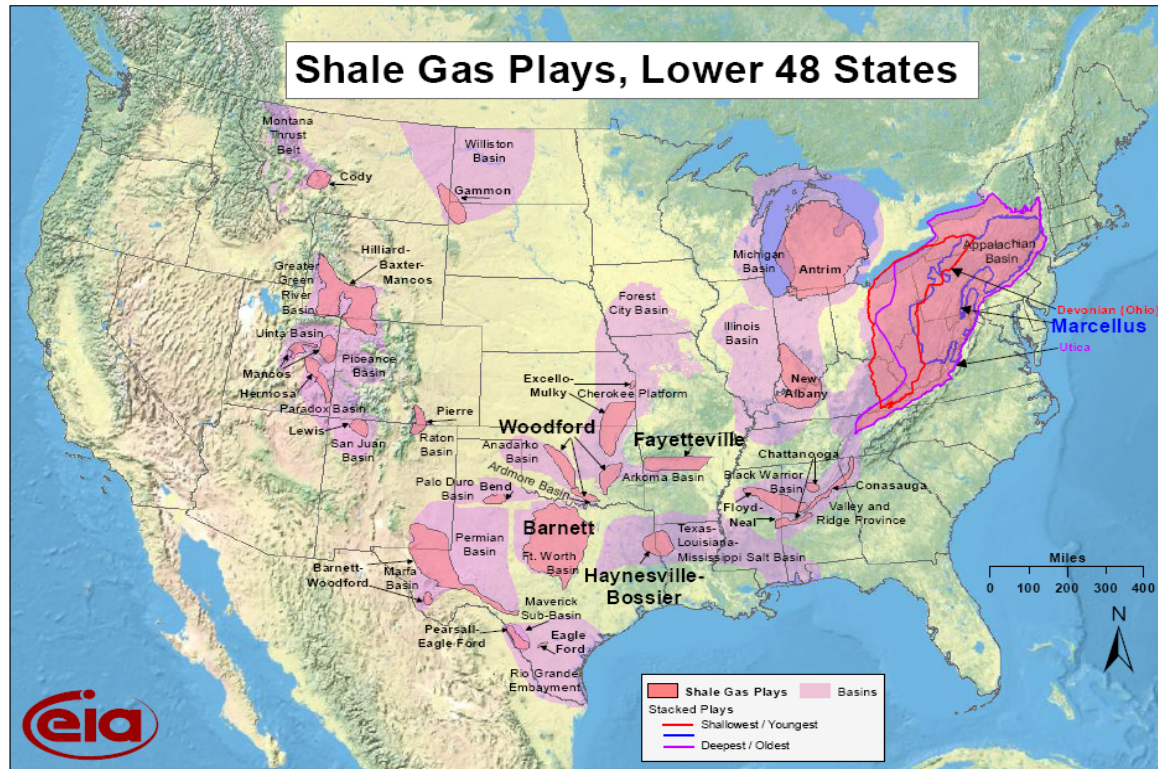 Shale Gas Plays, Lower 48 States
Montana
Thrust
Belt
Cody
Williston
Basin
Gammon
Hilliard-
Baxter-
Mancos
Greater
Green
River
Basin
Uinta Basin
Mancos
Piceance
Basin
Hermosa
Paradox Basin
Lewis
San Juan
Basin
Pierre
Raton
Basin
Michigan
Basin
Antrim
Forest
City Basin
Illinois
Basin
New
Albany
Excello-
Mulky
Cherokee Platform
Appalachian
Basin
Devonian (Ohio)
Marcellus
Utica
Woodford
Anadarko
Basin
Ardmore Basin
Fayetteville
Arkoma Basin
Palo Duro
Basin
Bend
Chattanooga
Black Warrior
Basin
Conasauga
Floyd-
Neal
Valley and
Ridge Province
Permian
Basin
Barnett
Ft. Worth
Basin
Texas-
Louisiana-
Mississippi Salt Basin
Haynesville-
Bossier
Barnett-
Woodford
Marfa
Basin
Maverick
Sub-Basin
Pearsall-
Eagle Ford
Eagle
Ford
Rio Grande
Embayment
Miles
0 100 200 300 400
N
Shale Gas Plays
Basins
Stacked Plays
Shallowest / Youngest
Deepest / Oldest
eia